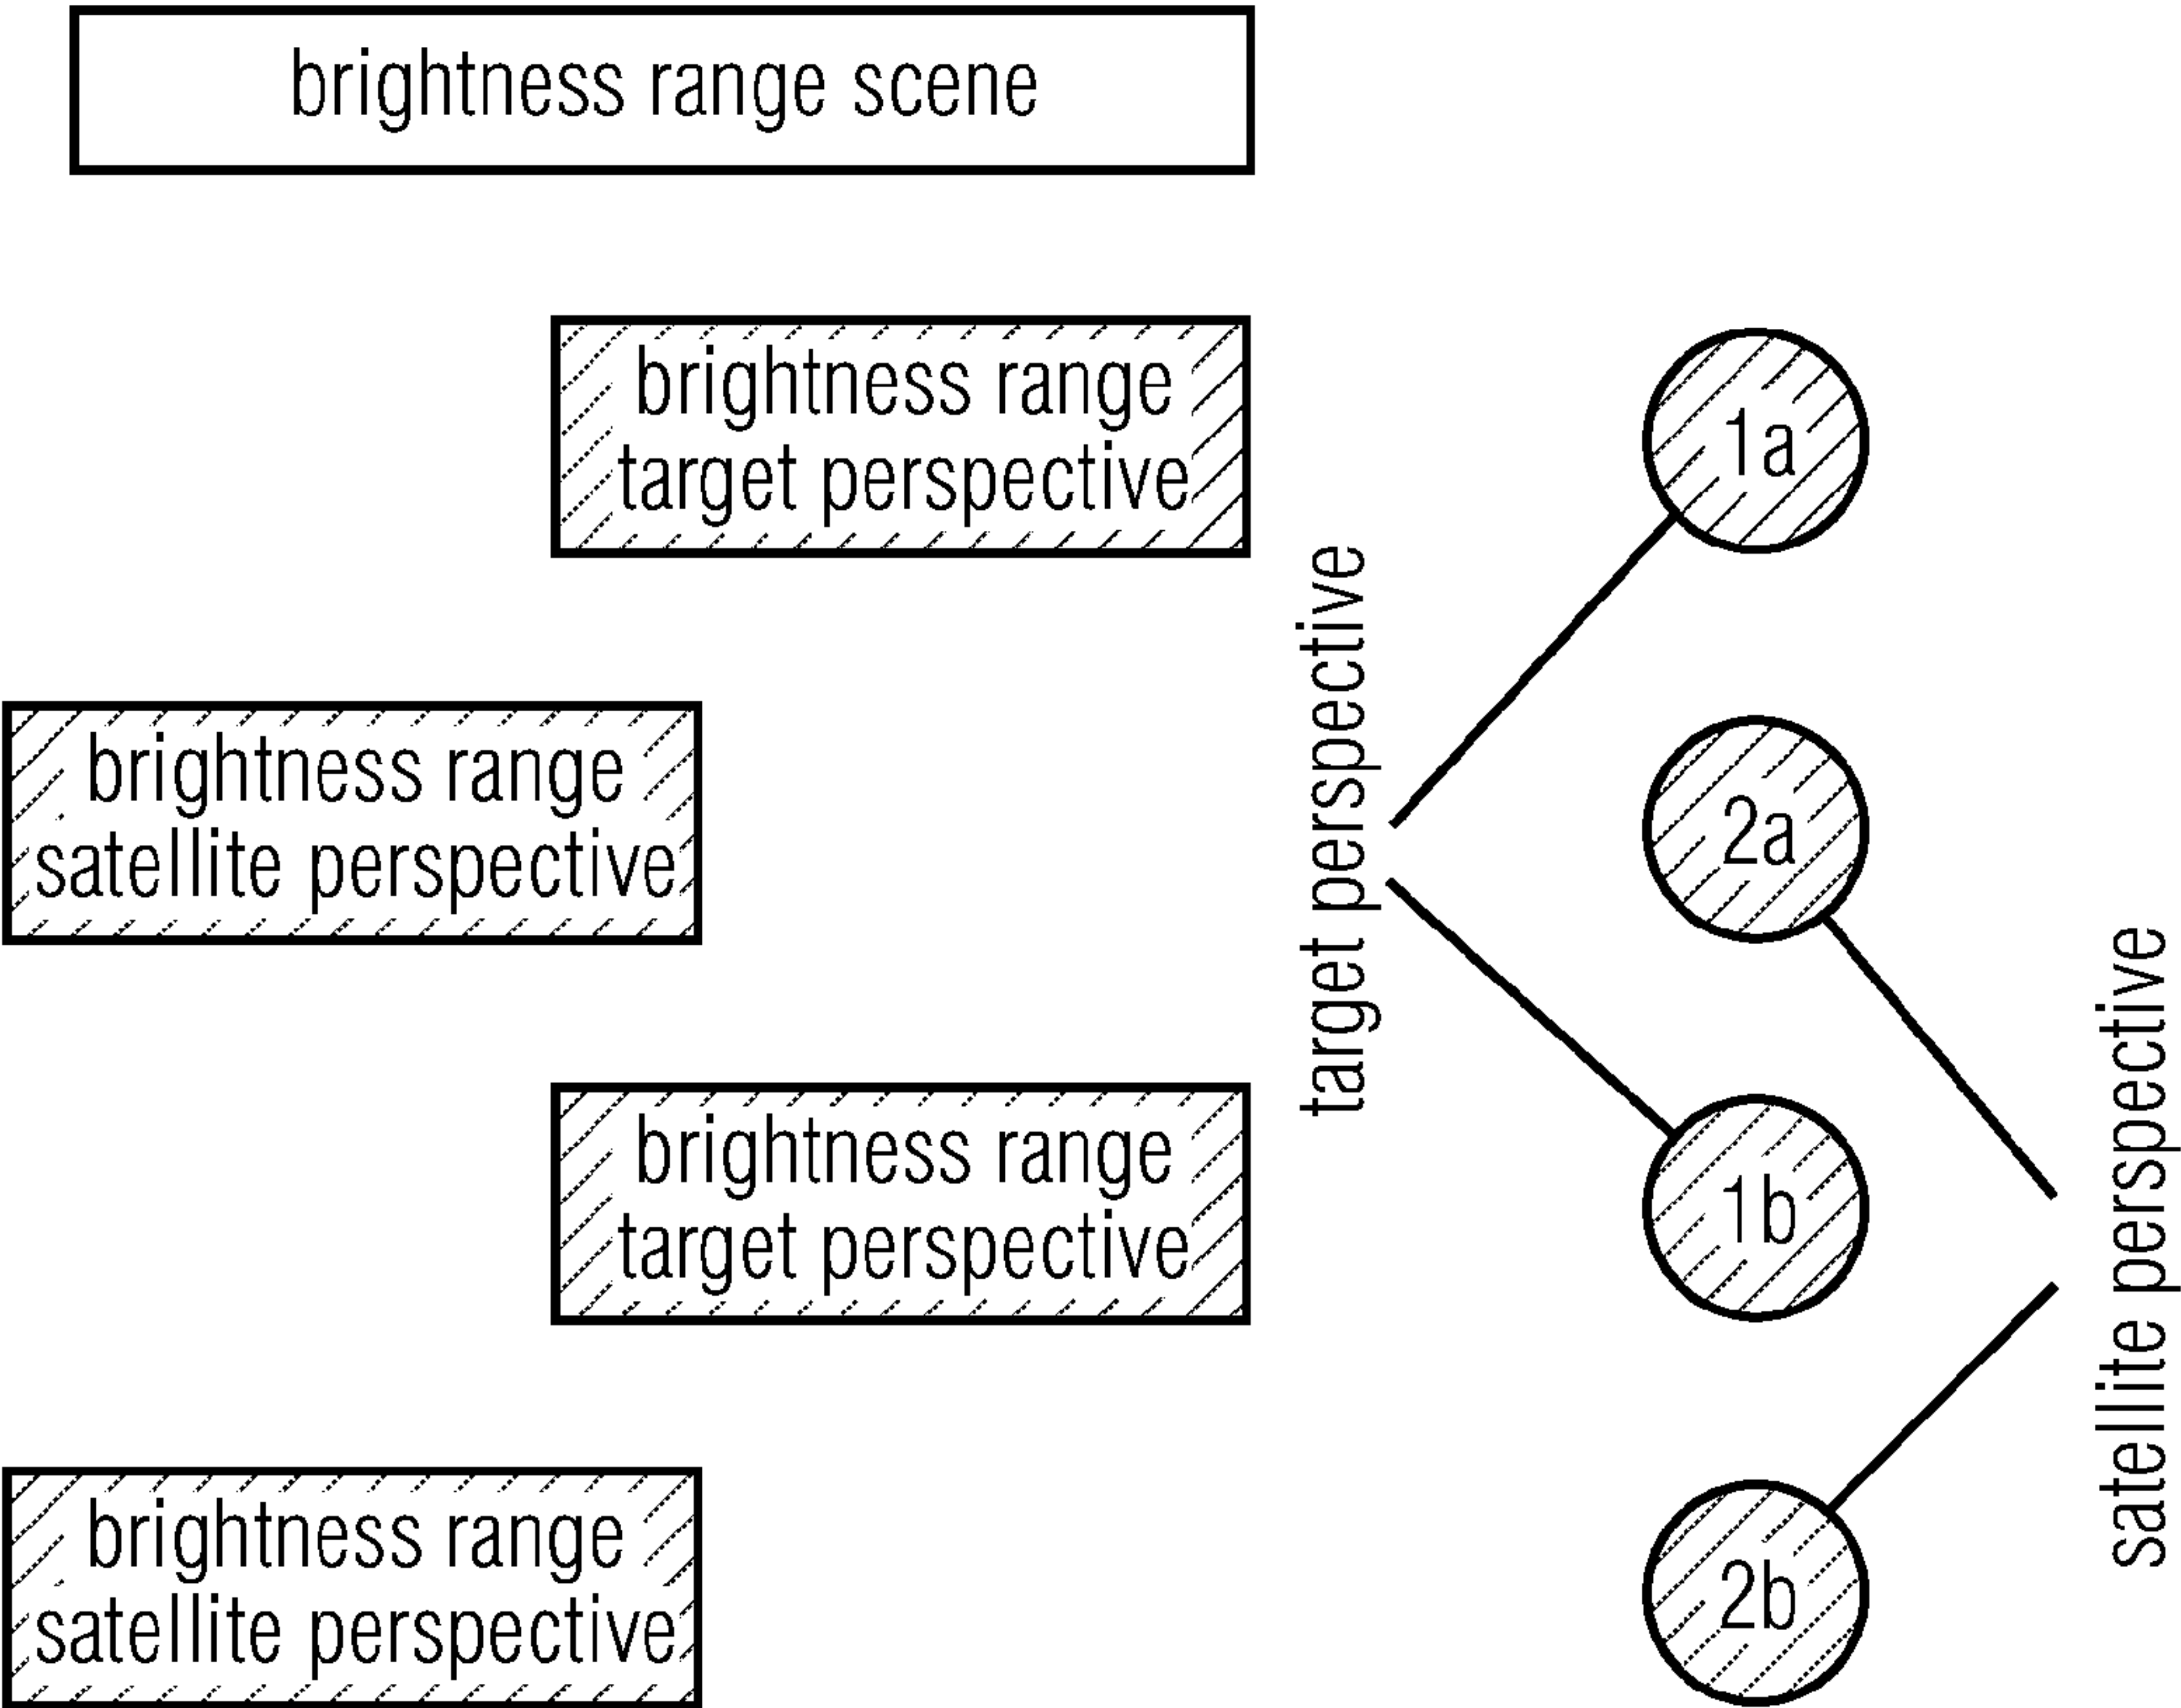 brightness range scene
brightness range
target perspective
1a
brightness range
satellite perspective
2a
target perspective
brightness range
target perspective
1b
satellite perspective
brightness range
satellite perspective
2b